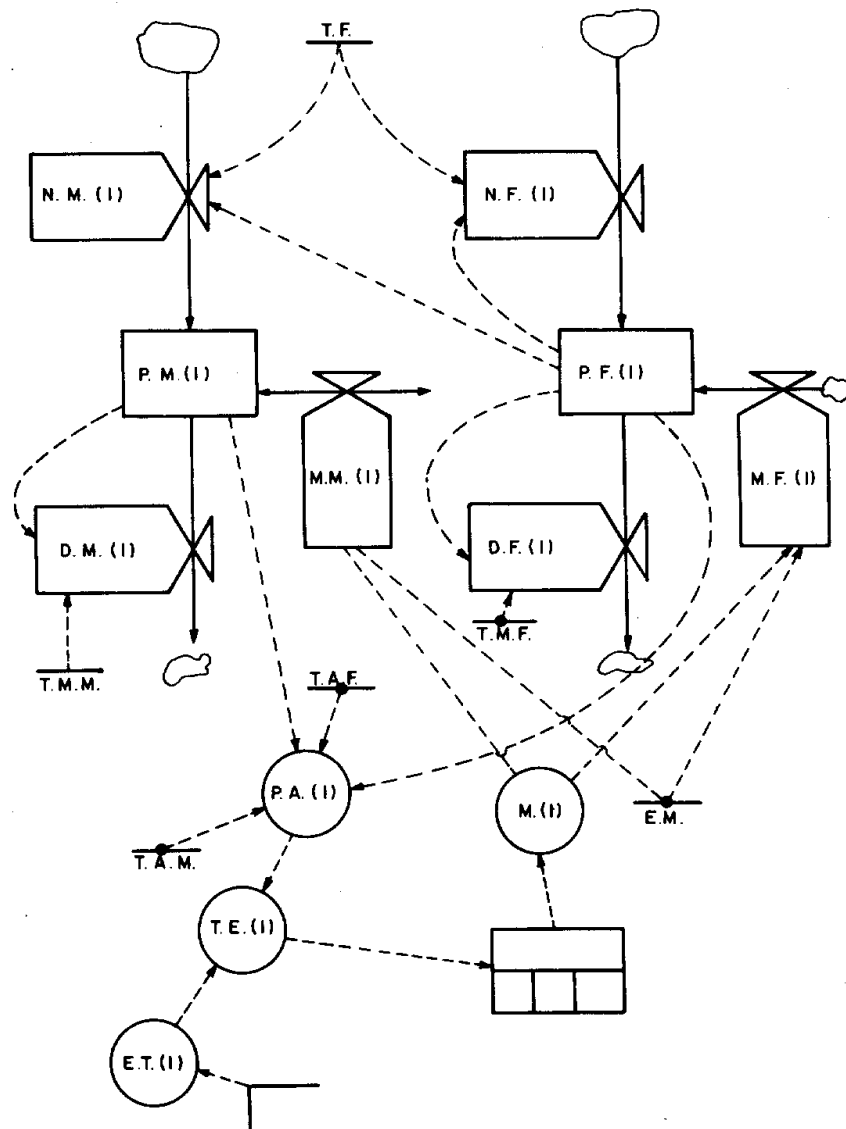 T. F.
N. M. (I)
N. F. (I)
P. M. (I)
P. F. (I)
M.M. (I)
M. F. (I)
D. M. (I)
D. F. (I)
T.M.F.
T.M.M.
T.A.F.
P.A. (I)
M. (I)
E.M.
T. A. M.
T. E. (I)
E.T. (I)